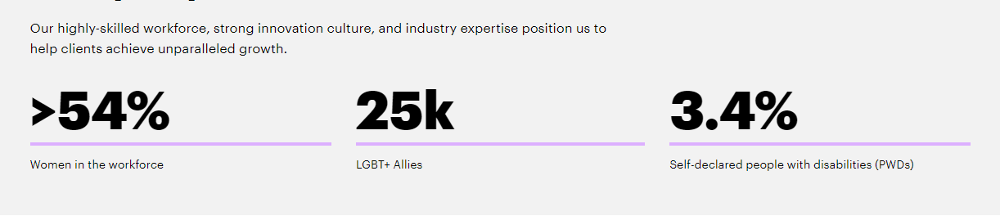 Our highly-skilled workforce, strong innovation culture, and industry expertise position us to
help clients achieve unparalleled growth.
>54%
25k
3.4%
Women in the workforce
LGBT+ Allies
Self-declared people with disabilities (PWDs)